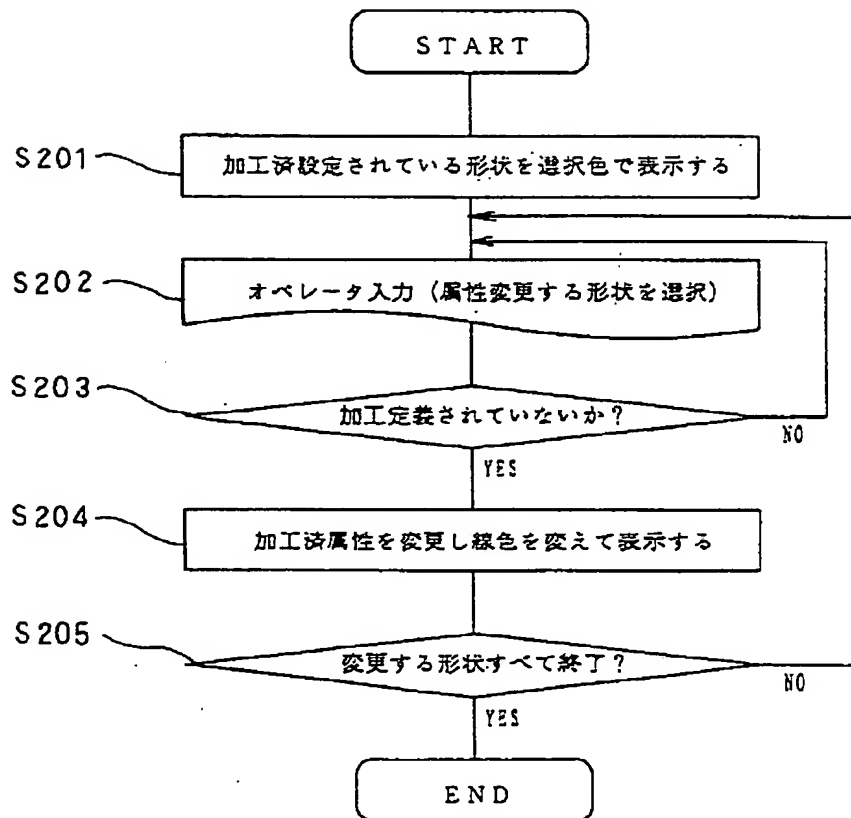 START
S201
加工済設定されている形状を選択色で表示する
S202
オペレータ入力（属性変更する形状を選択）
S203
加工定義されていないか？
NO
YES
S204
加工済属性を変更し線色を変えて表示する
S205
変更する形状すべて終了？
NO
YES
END